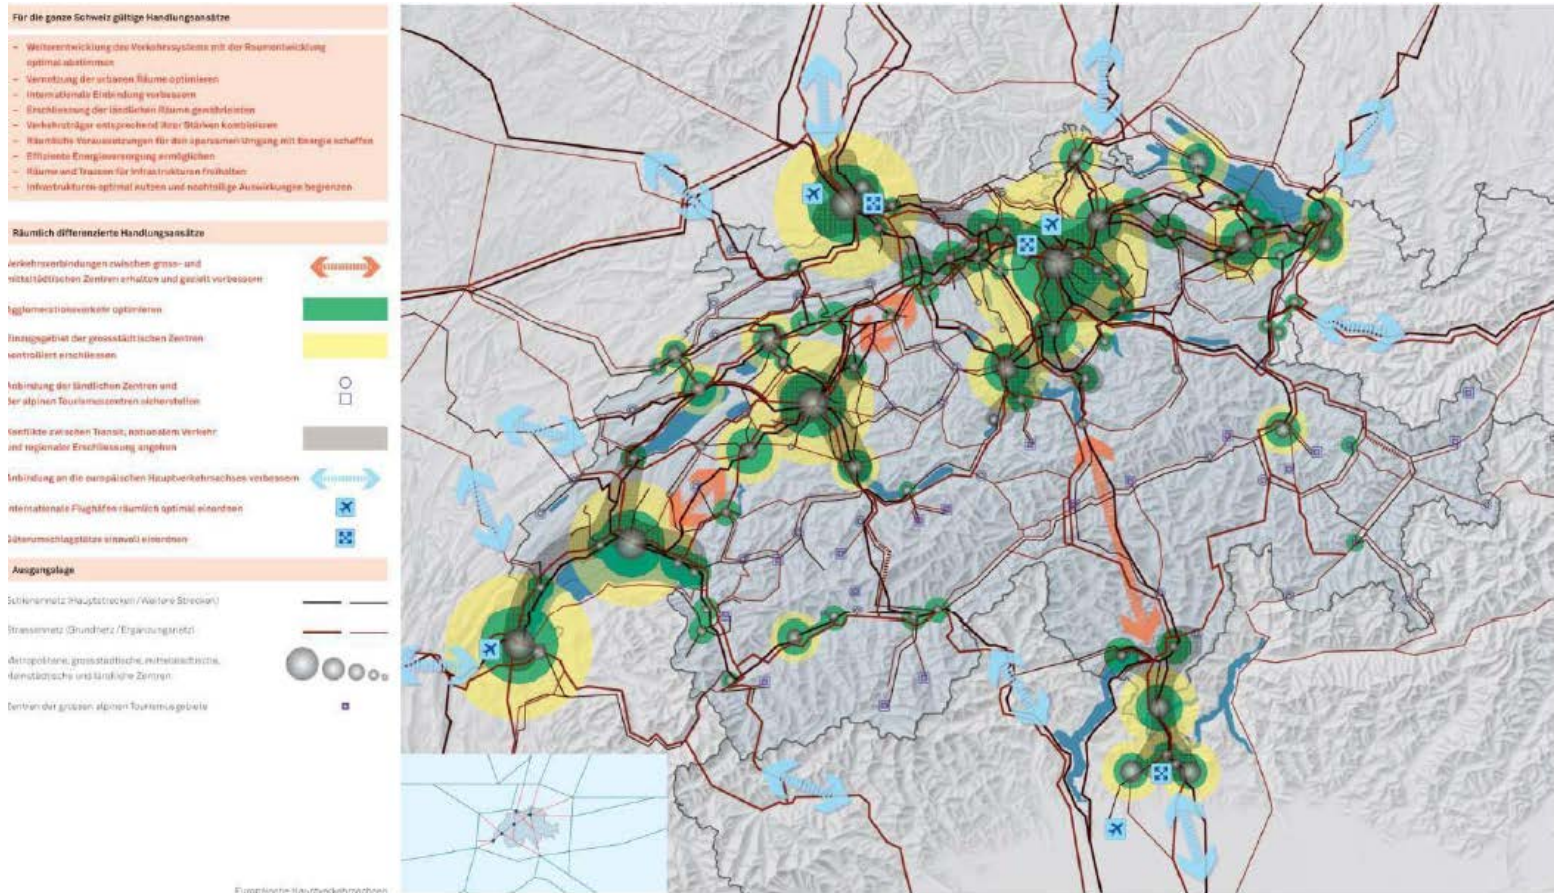 Für die ganze Schweiz gültige Handlungsansätze
– Weiterentwicklung des Verkehrssystems mit der Raumentwicklung
optimal abstimmen
– Vernetzung der urbanen Räume optimieren
– Internationale Einbindung verbessern
– Erschliessung der ländlichen Räume gewährleisten
– Verkehrsträger entsprechend ihrer Stärken kombinieren
– Räumliche Voraussetzungen für den sparsamen Umgang mit Energie schaffen
– Effiziente Energieversorgung ermöglichen
– Räume und Trassen für Infrastrukturen freihalten
– Infrastrukturen optimal nutzen und nachteilige Auswirkungen begrenzen
Räumlich differenzierte Handlungsansätze
Verkehrsverbindungen zwischen gross- und
mittelstädtischen Zentren erhalten und gezielt verbessern
Agglomerationsverkehr optimieren
Einzugsgebiet der grossstädtischen Zentren
kontrolliert erschliessen
Anbindung der ländlichen Zentren und
der alpinen Tourismuszentren sicherstellen
Konflikte zwischen Transit, nationalem Verkehr
und regionaler Erschliessung angehen
Anbindung an die europäischen Hauptverkehrsachsen verbessern
Internationale Flughäfen räumlich optimal einordnen
Güterumschlagplätze sinnvoll einordnen
Ausgangslage
Schienennetz (Hauptstrecken / Weitere Strecken)
Strassennetz (Grundnetz / Ergänzungsnetz)
Metropolitane, grossstädtische, mittelstädtische,
kleinstädtische und ländliche Zentren
Zentren der grossen alpinen Tourismusgebiete
Europäische Hauptverkehrsachsen